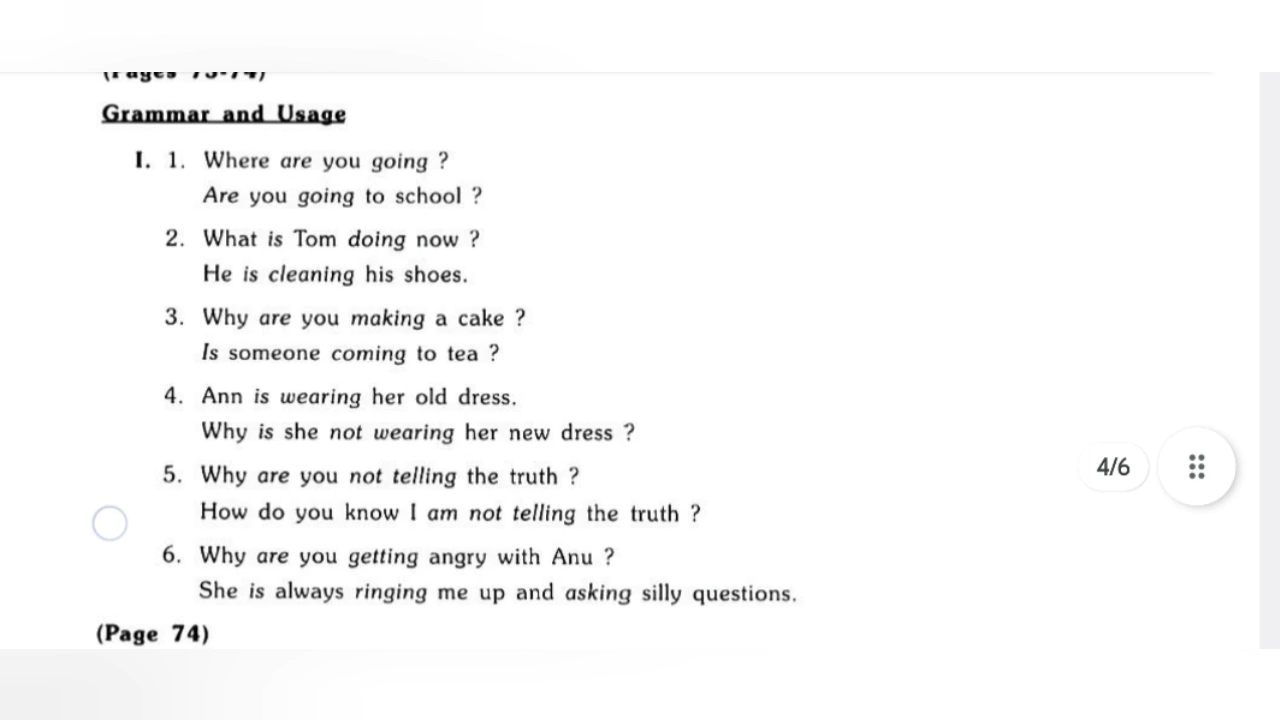 (Pages 73-74)
Grammar and Usage
I. 1. Where are you going ?
Are you going to school ?
2. What is Tom doing now ?
He is cleaning his shoes.
3. Why are you making a cake ?
Is someone coming to tea ?
4. Ann is wearing her old dress.
Why is she not wearing her new dress ?
5. Why are you not telling the truth ?
How do you know I am not telling the truth ?
6. Why are you getting angry with Anu ?
She is always ringing me up and asking silly questions.
(Page 74)
4/6